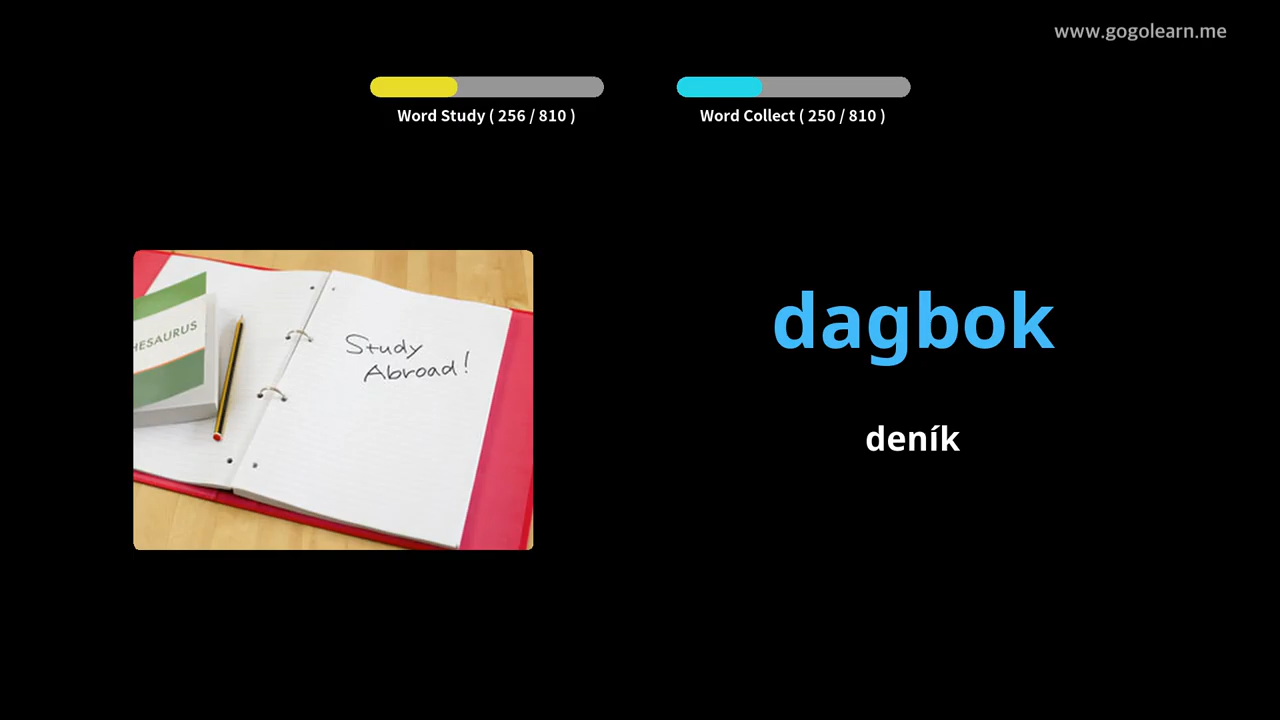 www.gogolearn.me
Word Study ( 256 / 810 )
Word Collect ( 250 / 810 )
HESAURUS
Study
Abroad!
dagbok
deník